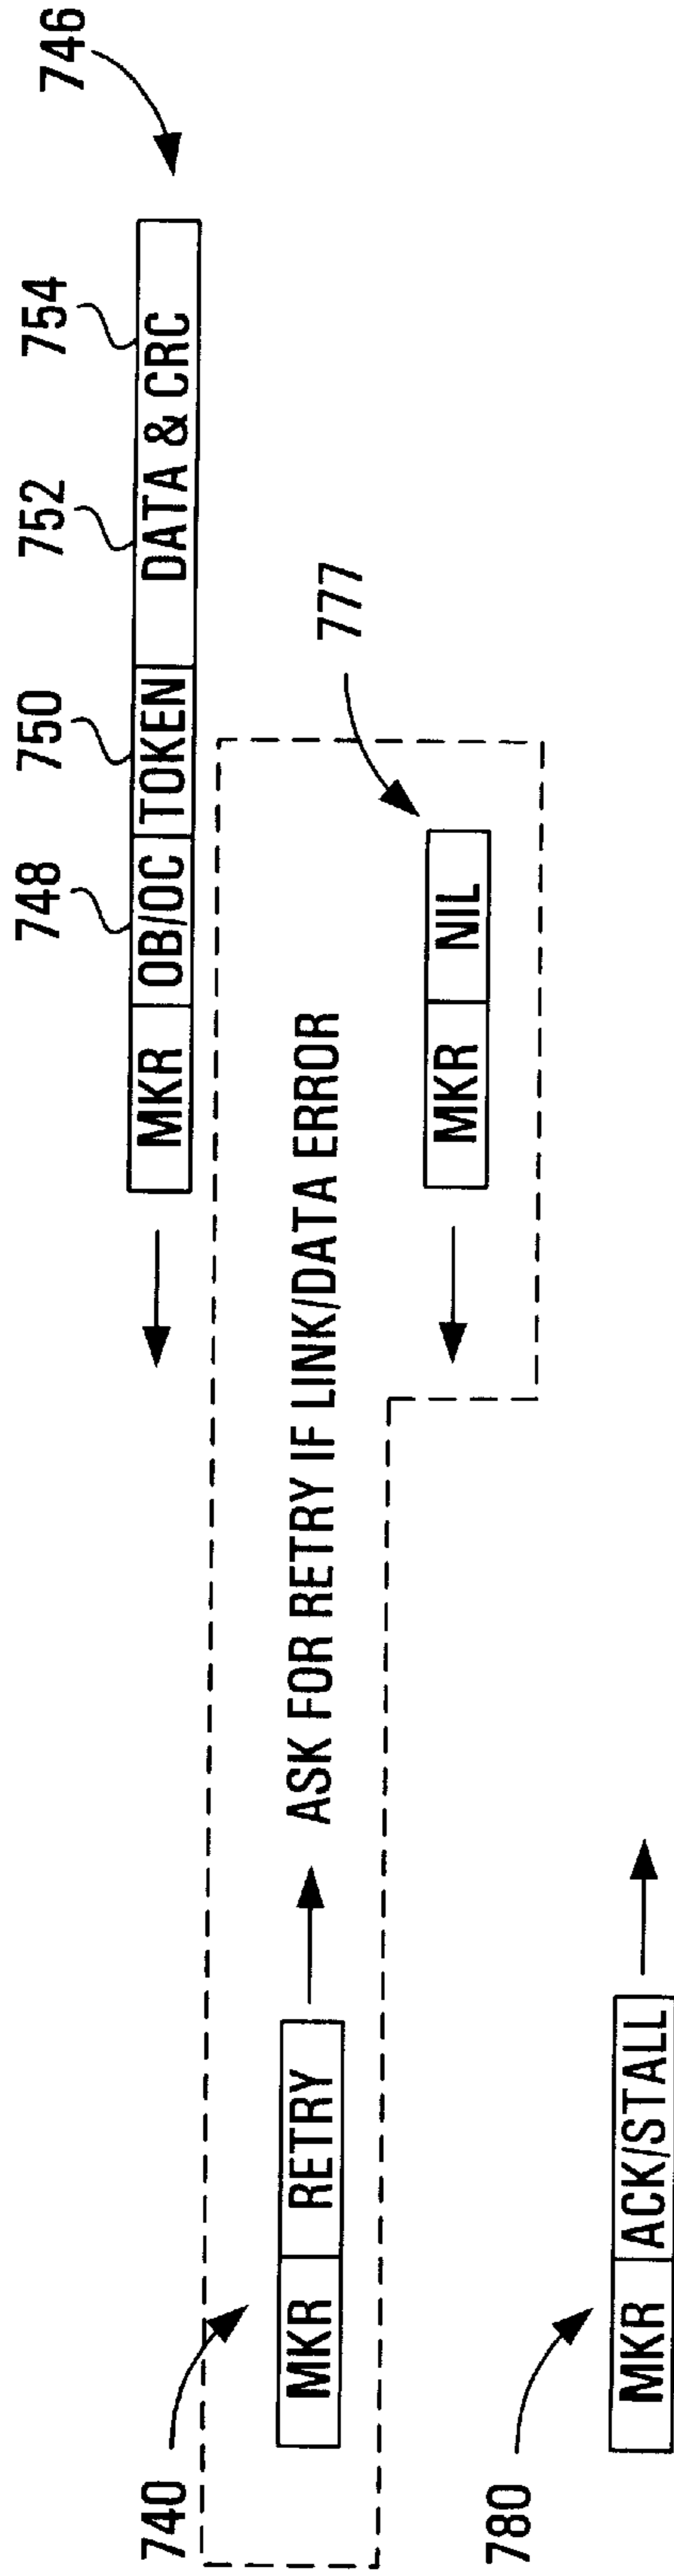 746
748 750 752 754
MKR OB/OC TOKEN DATA & CRC
740
MKR RETRY ASK FOR RETRY IF LINK/DATA ERROR
777
MKR NIL
780
MKR ACK/STALL